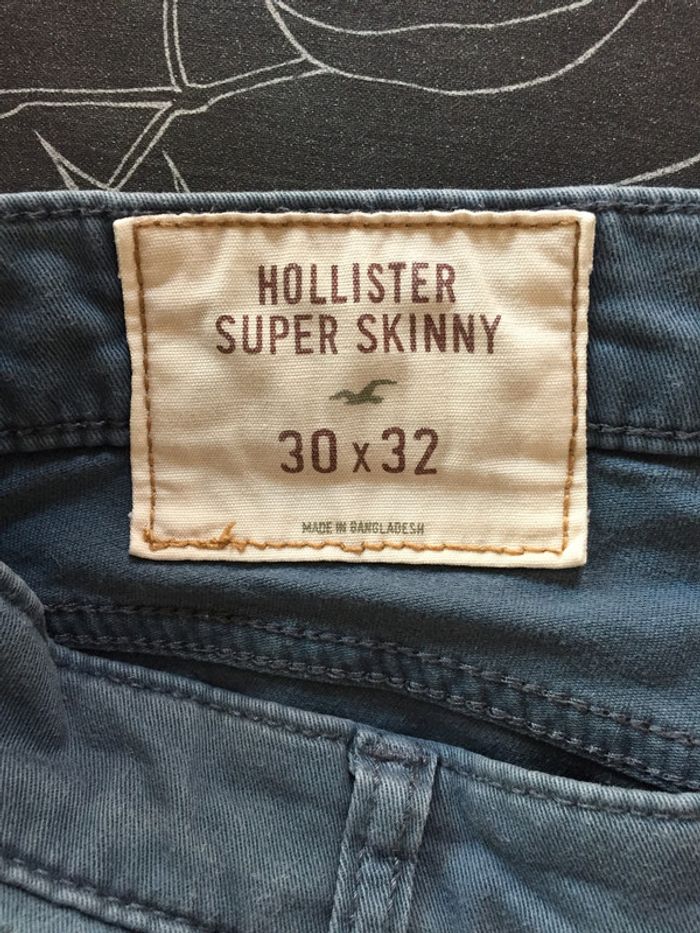 HOLLISTER
SUPER SKINNY
30 x 32
MADE IN BANGLADESH